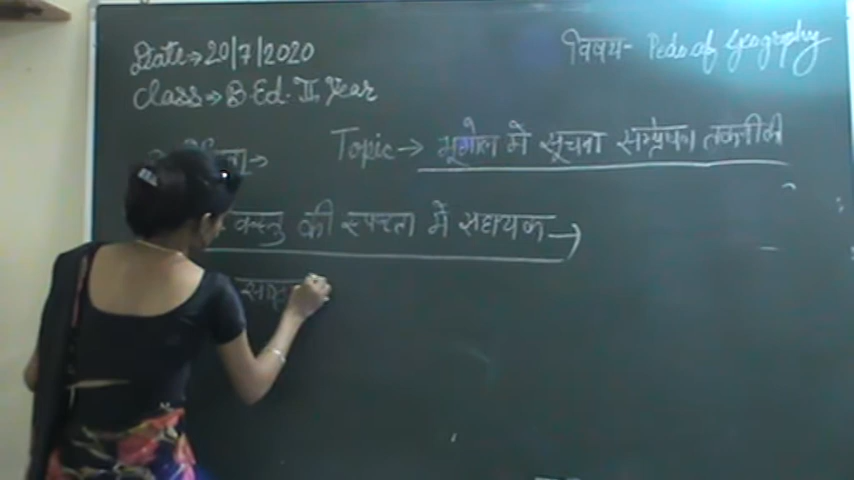 Date→20/7/2020
विषय- Peda of Geography
Class→ B.Ed. II Year
Topic→ भूगोल में सूचना सम्प्रेषण तकनीकी
वस्तु की स्पष्टता में सहायक→